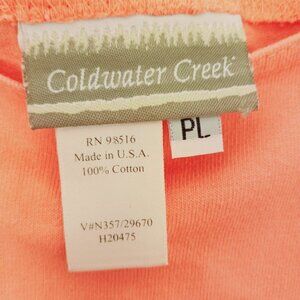 Coldwater Creek
RN 98516
Made in U.S.A.
100% Cotton
PL
V#N357/29670
H20475